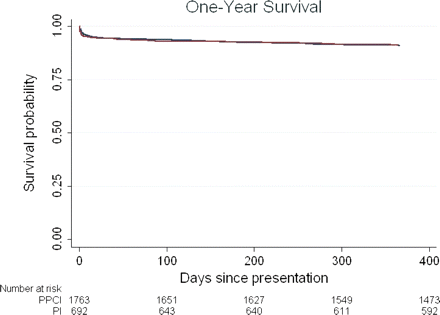 One-Year Survival
1.00
0.75
0.50
0.25
0.00
Survival probability
0 100 200 300 400
Days since presentation
Number at risk
PPCI 1763 1651 1627 1549 1473
PI 692 643 640 611 592